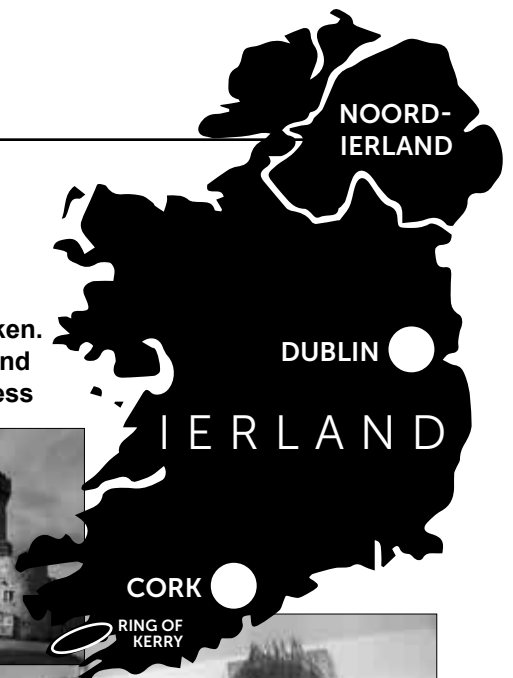 NOORD-
IERLAND
ken.
nd
ess
DUBLIN
IERLAND
CORK
RING OF
KERRY